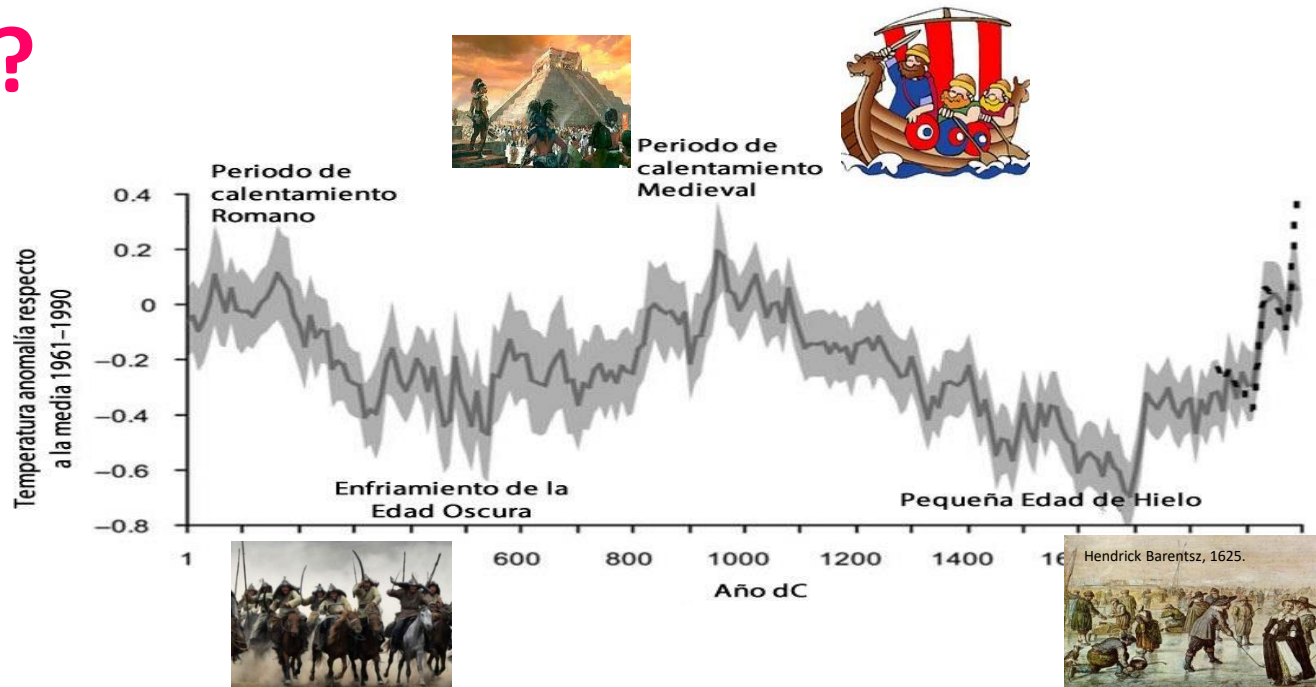 ?
Periodo de
calentamiento
Romano
Periodo de
calentamiento
Medieval
Temperatura anomalía respecto
a la media 1961–1990
0.4
0.2
0
−0.2
−0.4
−0.6
−0.8
Enfriamiento de la
Edad Oscura
Pequeña Edad de Hielo
1
600
800
1000
1200
1400
Año dC
Hendrick Barentsz, 1625.